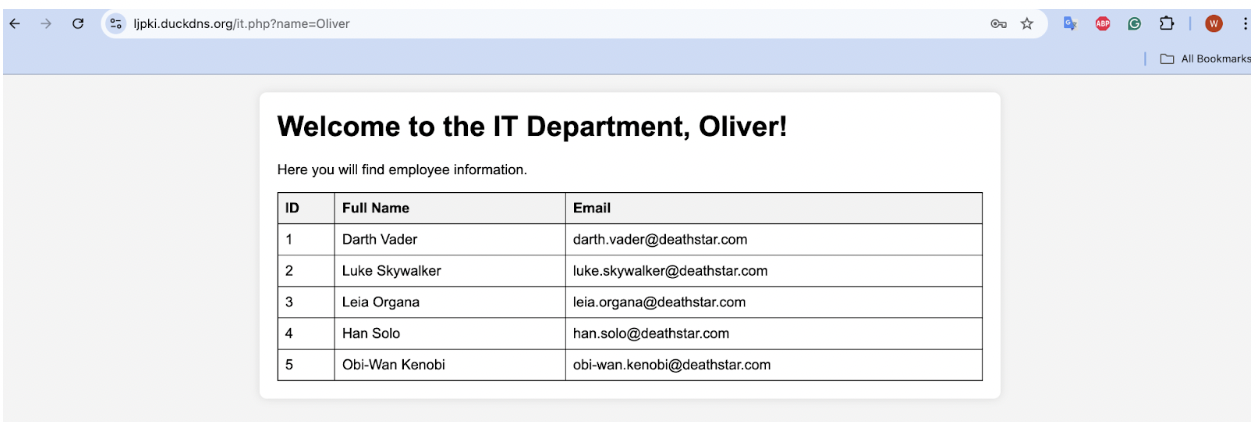 ljpki.duckdns.org/it.php?name=Oliver
ABP
G
W
All Bookmarks
Welcome to the IT Department, Oliver!
Here you will find employee information.
ID Full Name Email
1 Darth Vader darth.vader@deathstar.com
2 Luke Skywalker luke.skywalker@deathstar.com
3 Leia Organa leia.organa@deathstar.com
4 Han Solo han.solo@deathstar.com
5 Obi-Wan Kenobi obi-wan.kenobi@deathstar.com